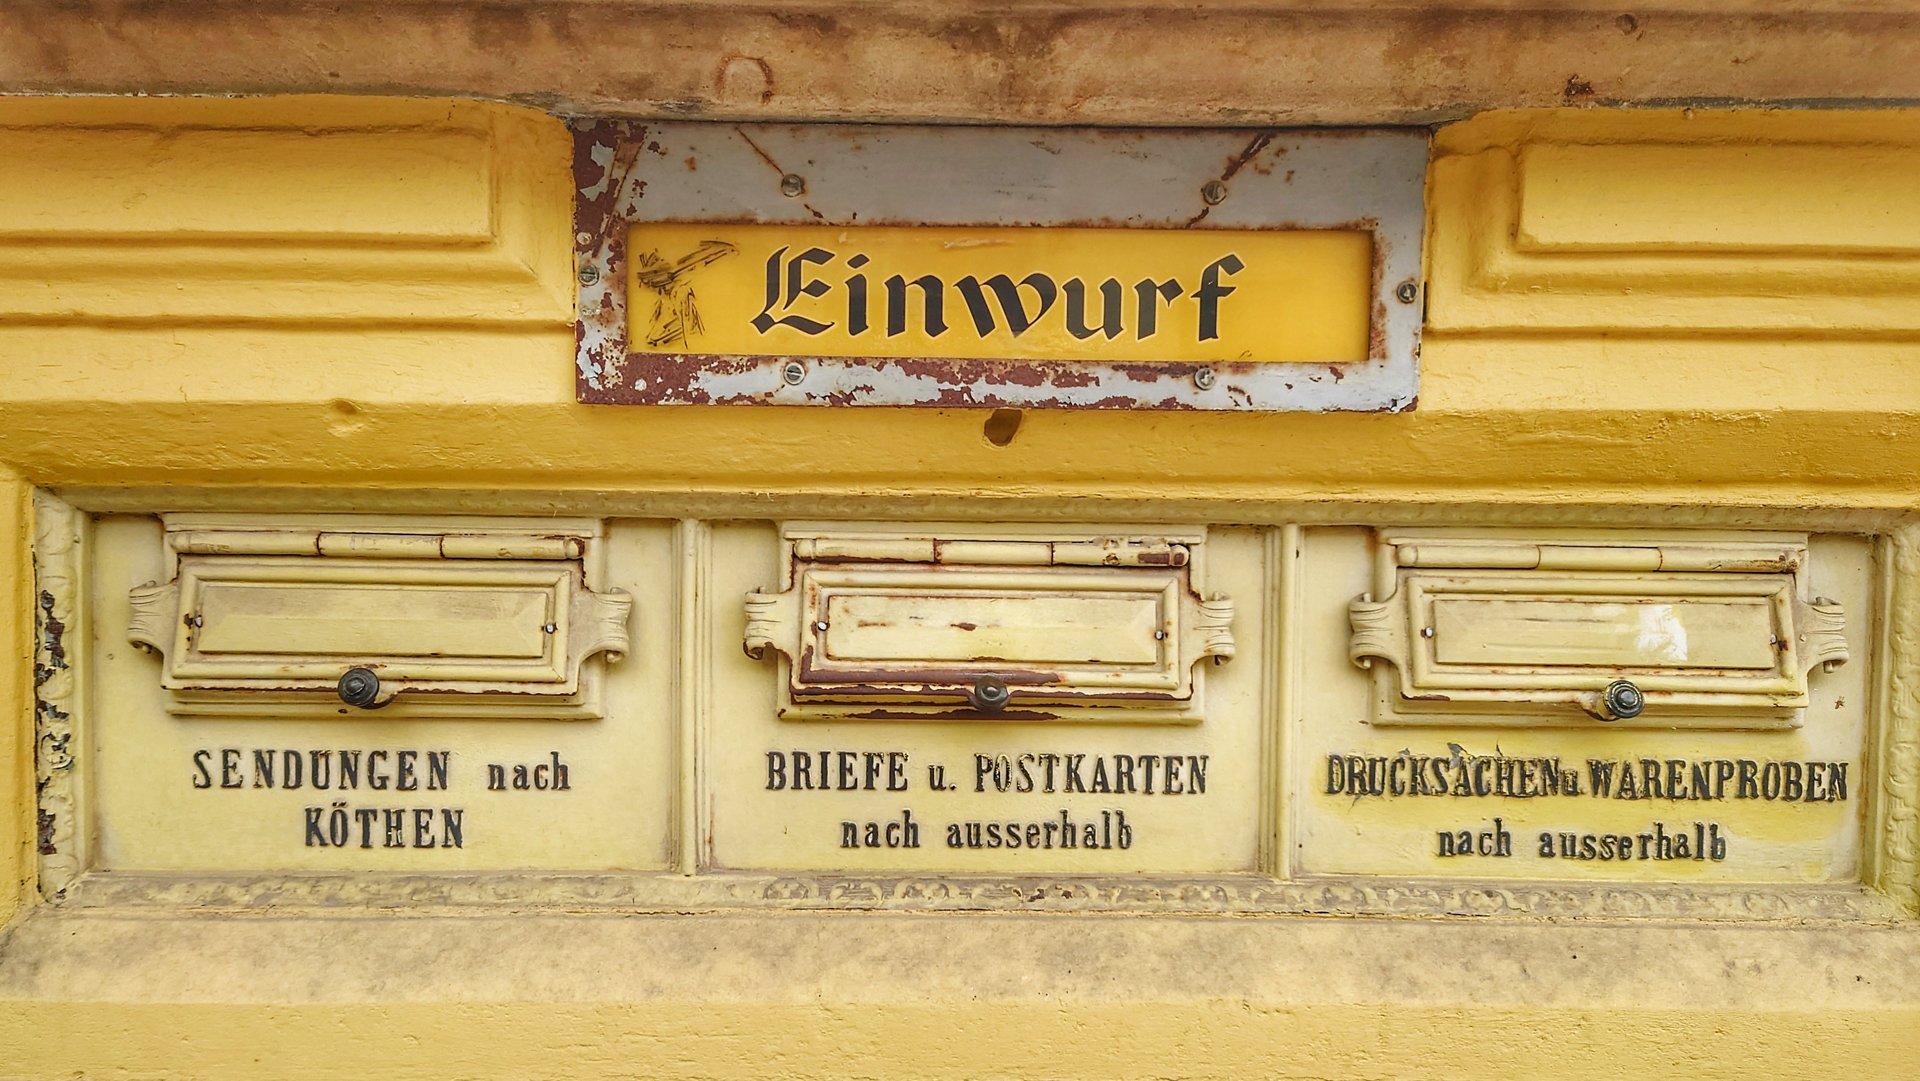 Einwurf
SENDUNGEN nach
KÖTHEN
BRIEFE u. POSTKARTEN
nach ausserhalb
DRUCKSACHEN u. WARENPROBEN
nach ausserhalb